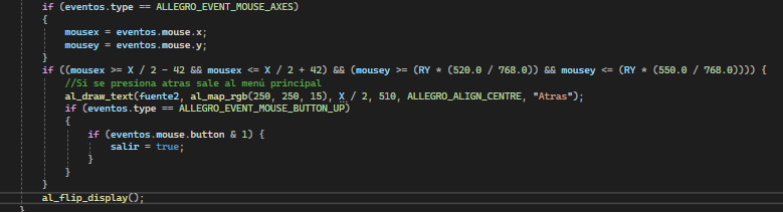 if (eventos.type == ALLEGRO_EVENT_MOUSE_AXES)
{
mousex = eventos.mouse.x;
mousey = eventos.mouse.y;
}
if ((mousex >= X / 2 - 42 && mousex <= X / 2 + 42) && (mousey >= (RY * (520.0 / 768.0)) && mousey <= (RY * (550.0 / 768.0)))) {
//Si se presiona atras sale al menú principal
al_draw_text(fuente2, al_map_rgb(250, 250, 15), X / 2, 510, ALLEGRO_ALIGN_CENTRE, "Atras");
if (eventos.type == ALLEGRO_EVENT_MOUSE_BUTTON_UP)
{
if (eventos.mouse.button & 1) {
salir = true;
}
}
}
al_flip_display();
}